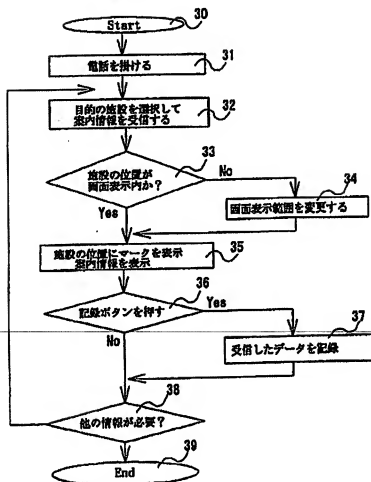 30
Start
31
電話を掛ける
32
目的の施設を選択して
案内情報を受信する
33
施設の位置が
画面表示内か?
No
34
Yes
画面表示範囲を変更する
35
施設の位置にマークを表示
案内情報を表示
36
記録ボタンを押す
Yes
37
No
受信したデータを記録
38
他の情報が必要?
39
End